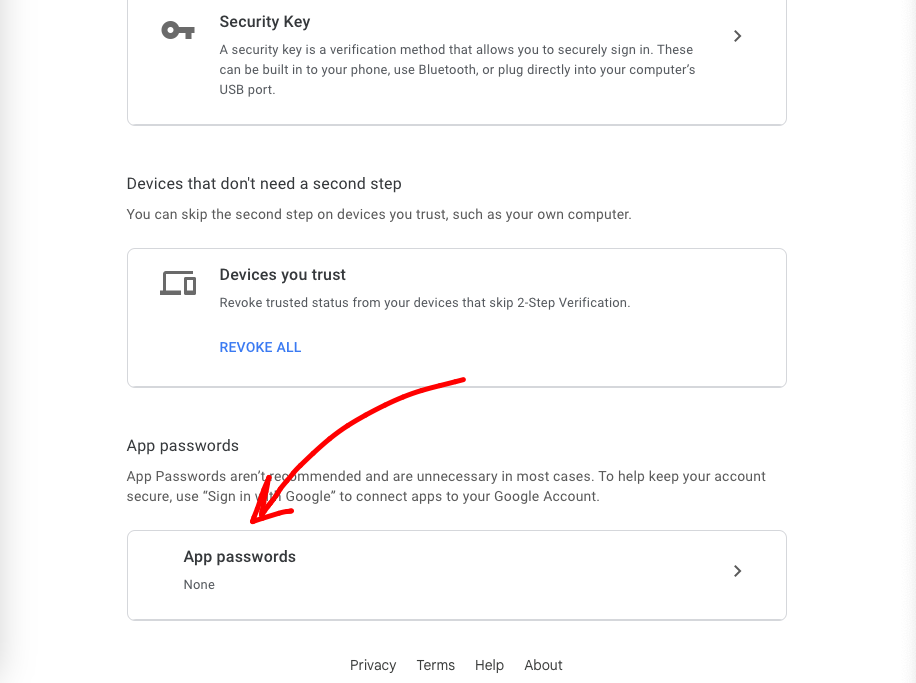 Security Key
A security key is a verification method that allows you to securely sign in. These
can be built in to your phone, use Bluetooth, or plug directly into your computer’s
USB port.
Devices that don't need a second step
You can skip the second step on devices you trust, such as your own computer.
Devices you trust
Revoke trusted status from your devices that skip 2-Step Verification.
REVOKE ALL
App passwords
App Passwords aren’t recommended and are unnecessary in most cases. To help keep your account
secure, use “Sign in with Google” to connect apps to your Google Account.
App passwords
None
Privacy Terms Help About